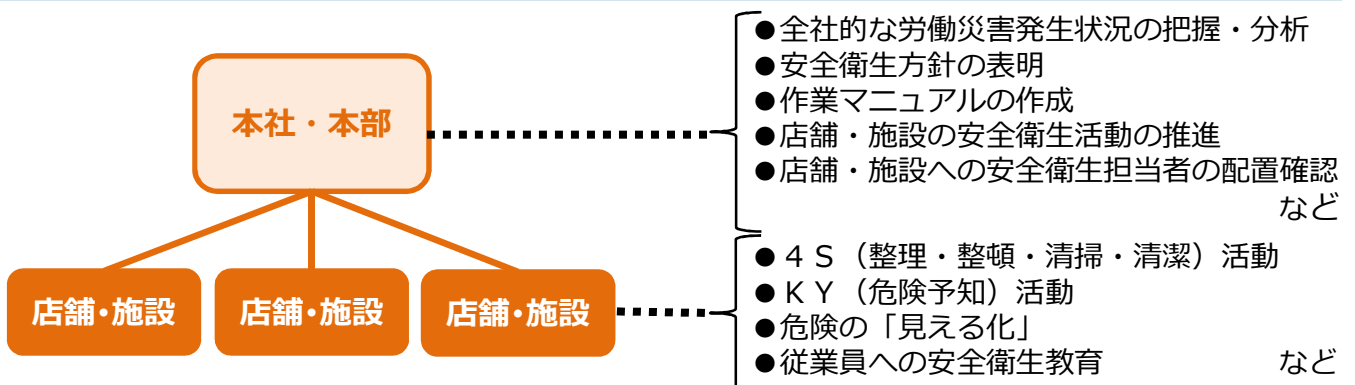 本社・本部
●全社的な労働災害発生状況の把握・分析
●安全衛生方針の表明
●作業マニュアルの作成
●店舗・施設の安全衛生活動の推進
●店舗・施設への安全衛生担当者の配置確認
など
店舗・施設
店舗・施設
店舗・施設
●４Ｓ（整理・整頓・清掃・清潔）活動
●ＫＹ（危険予知）活動
●危険の「見える化」
●従業員への安全衛生教育　など